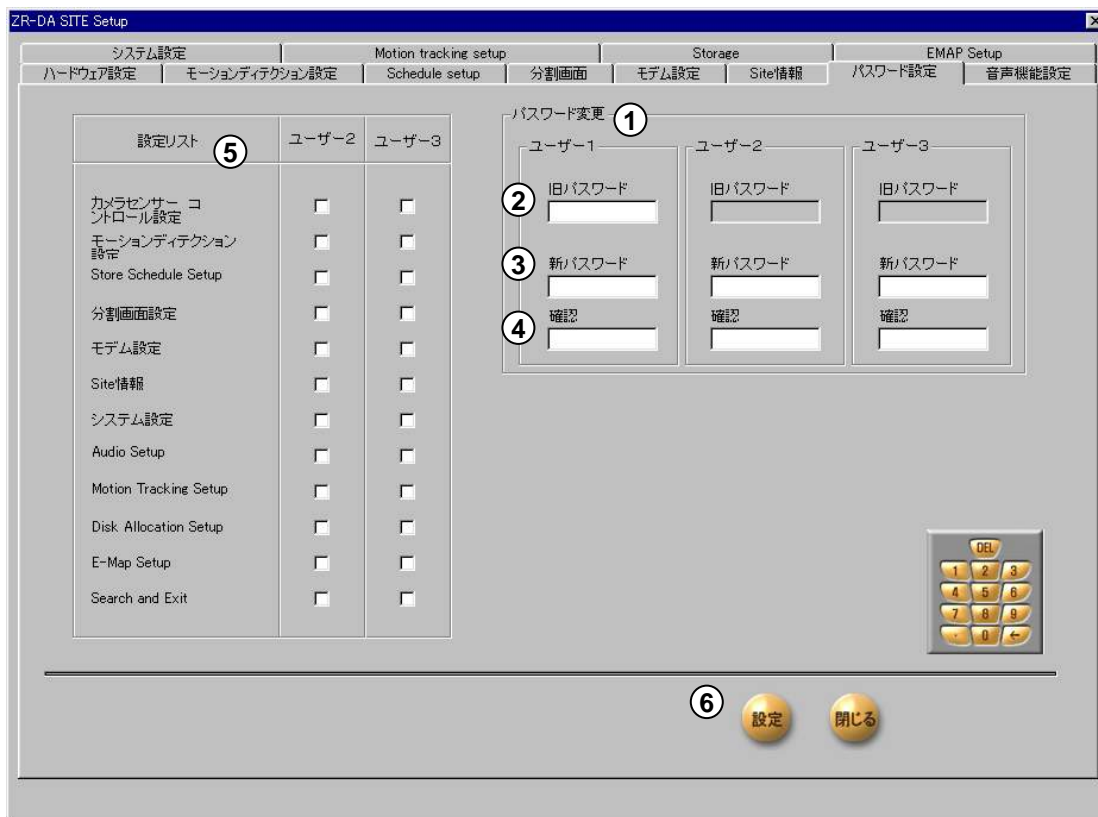 ZR-DA SITE Setup
システム設定 Motion tracking setup Storage EMAP Setup
ハードウェア設定 モーションディテクション設定 Schedule setup 分割画面 モデム設定 Site情報 パスワード設定 音声機能設定
設定リスト ⑤ ユーザー2 ユーザー3
カメラセンサー コ
ントロール設定
モーションディテクション
設定
Store Schedule Setup
分割画面設定
モデム設定
Site情報
システム設定
Audio Setup
Motion Tracking Setup
Disk Allocation Setup
E-Map Setup
Search and Exit
パスワード変更 ①
ユーザー1 ユーザー2 ユーザー3
② 旧パスワード 旧パスワード 旧パスワード
③ 新パスワード 新パスワード 新パスワード
④ 確認 確認 確認
DEL
1 2 3
4 5 6
7 8 9
. 0 ←
⑥ 設定 閉じる